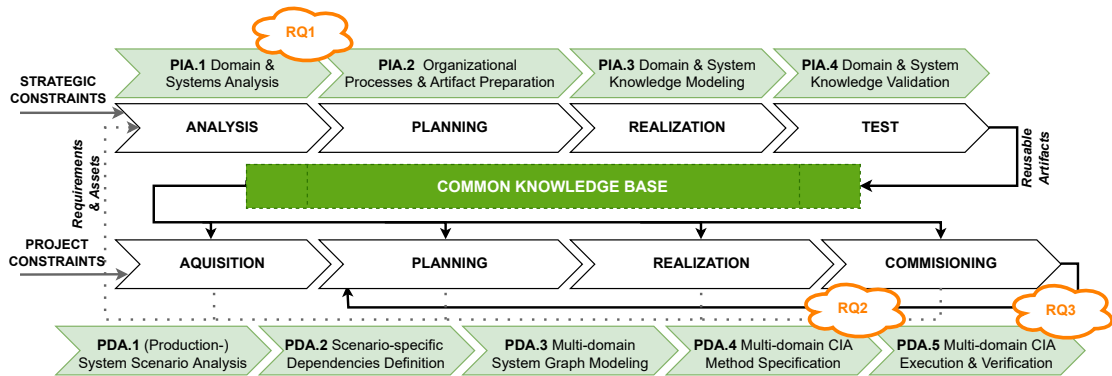 RQ1
PIA.1 Domain &
Systems Analysis
PIA.2 Organizational
Processes & Artifact Preparation
PIA.3 Domain & System
Knowledge Modeling
PIA.4 Domain & System
Knowledge Validation
STRATEGIC
CONSTRAINTS
ANALYSIS
PLANNING
REALIZATION
TEST
Requirements
& Assets
COMMON KNOWLEDGE BASE
Reusable
Artifacts
PROJECT
CONSTRAINTS
AQUISITION
PLANNING
REALIZATION
COMMISIONING
RQ2
RQ3
PDA.1 (Production-)
System Scenario Analysis
PDA.2 Scenario-specific
Dependencies Definition
PDA.3 Multi-domain
System Graph Modeling
PDA.4 Multi-domain CIA
Method Specification
PDA.5 Multi-domain CIA
Execution & Verification